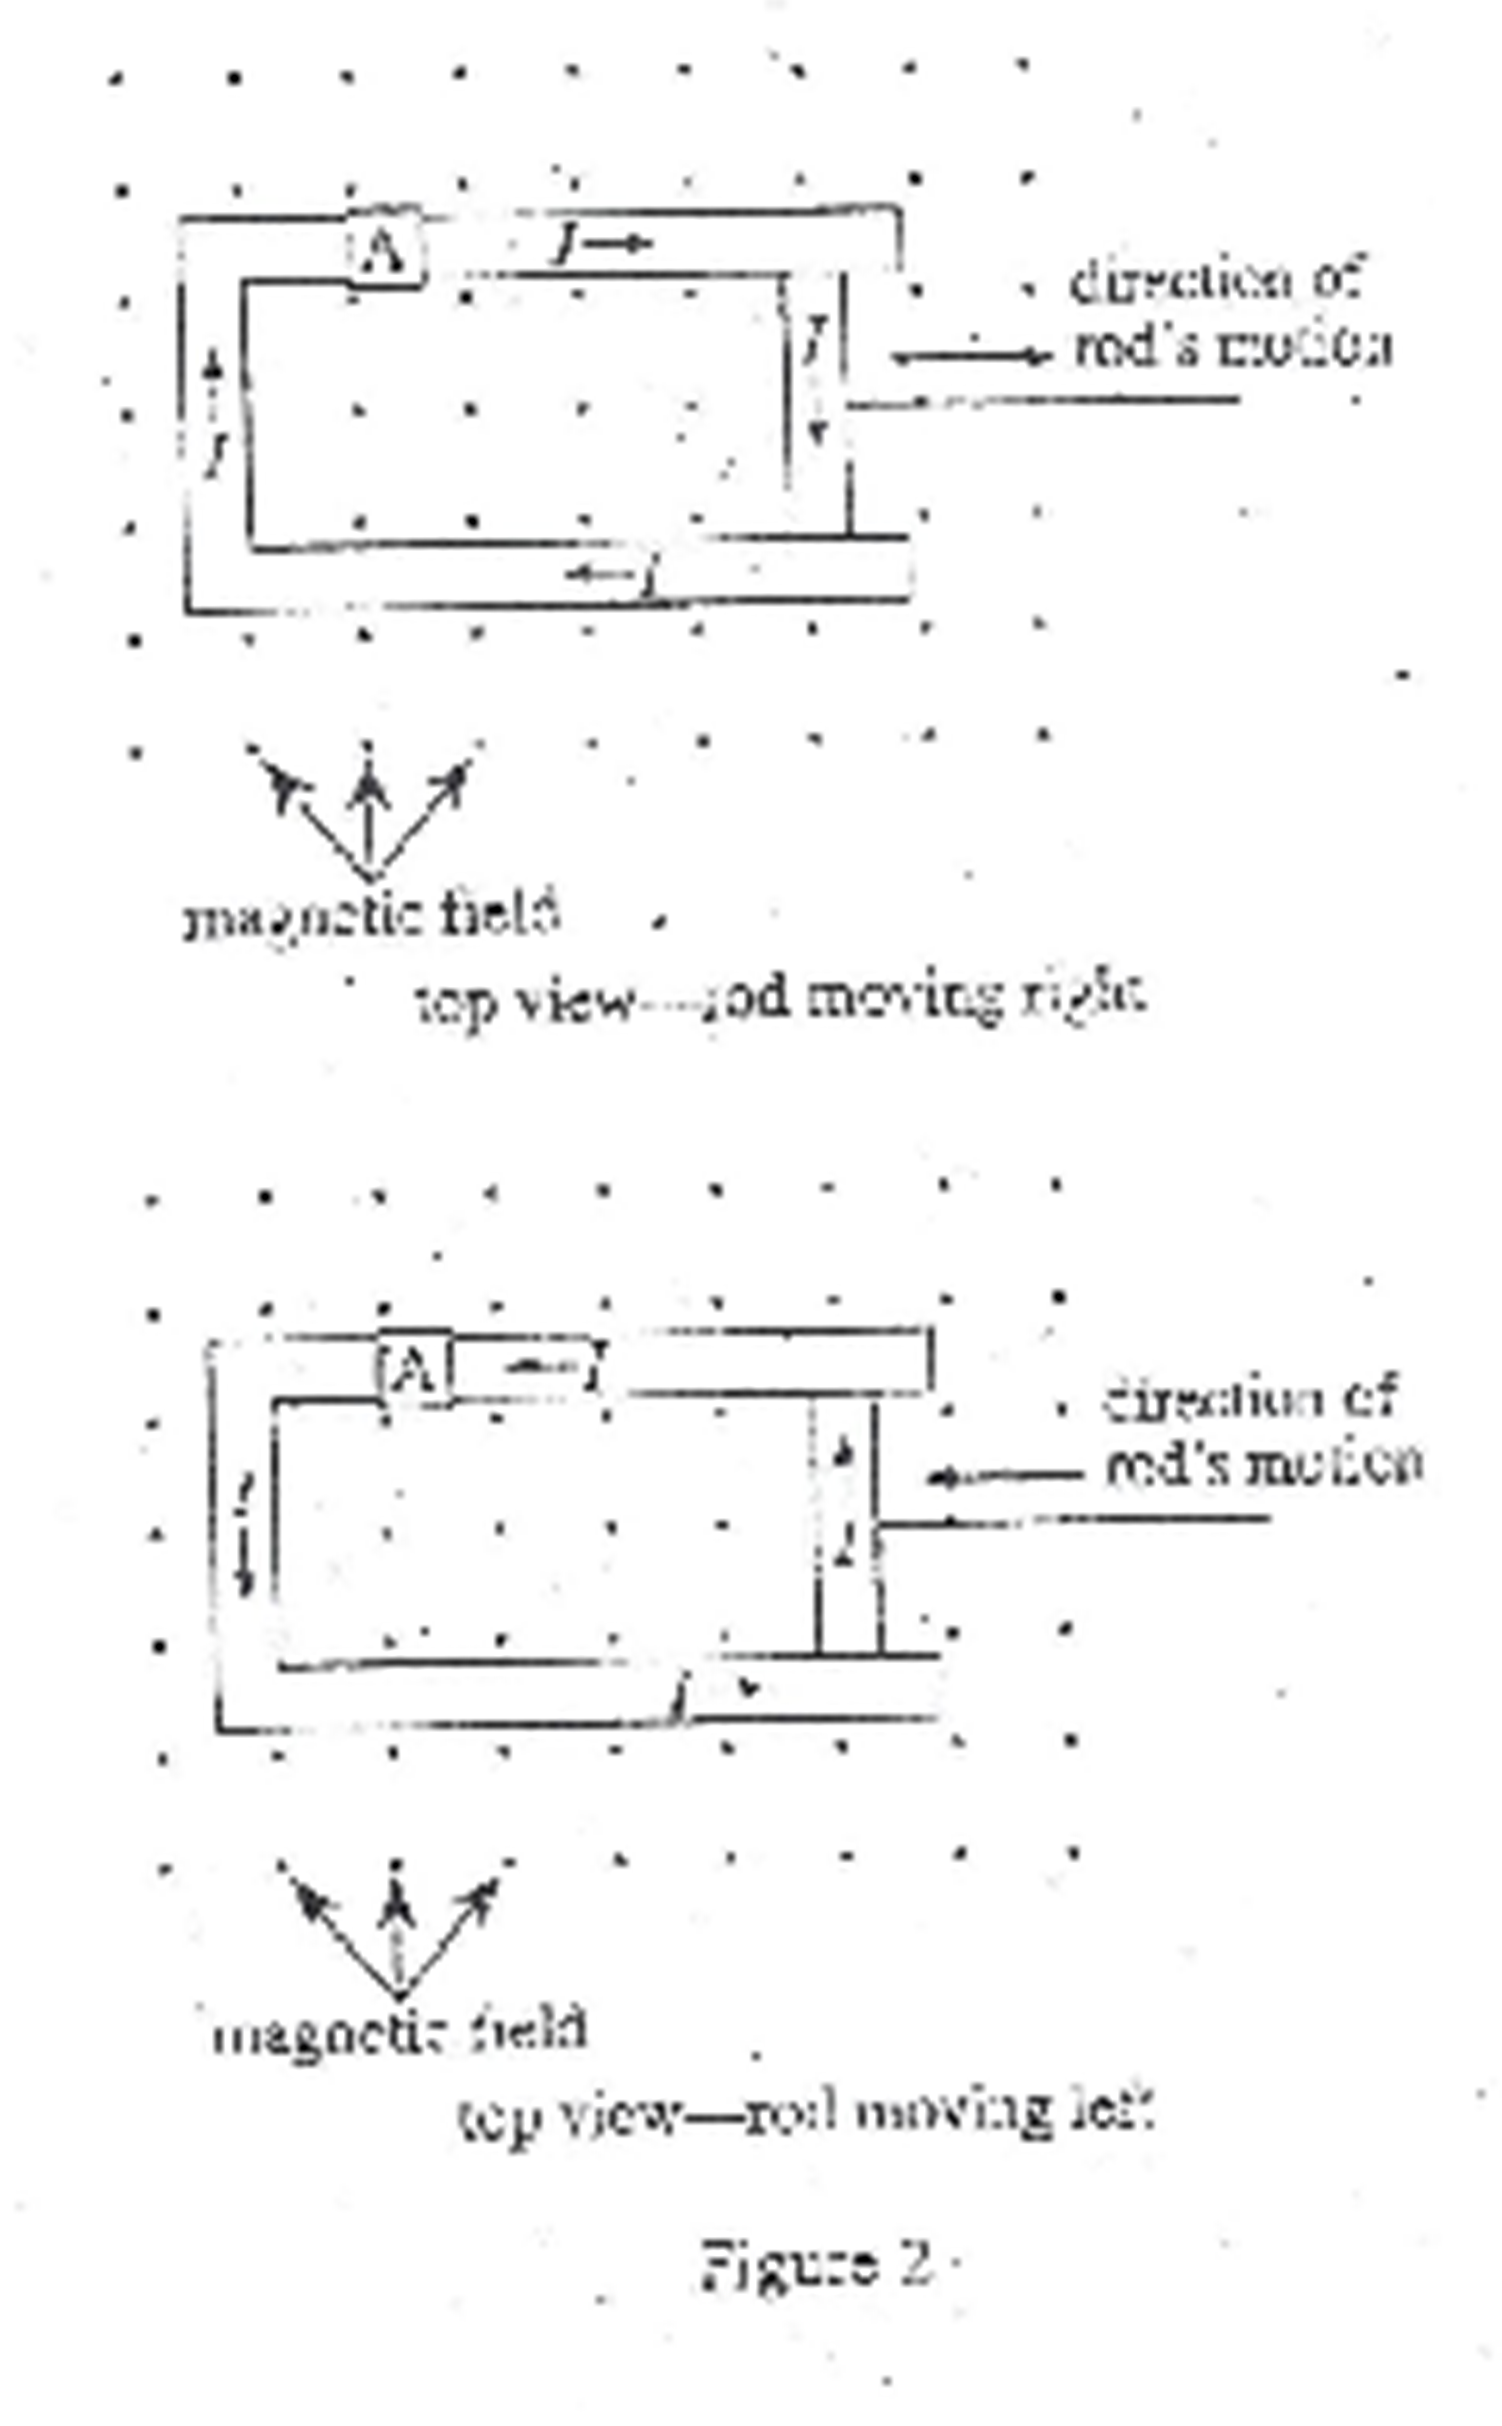 A
I
direction of
rod's motion
I
I
I
magnetic field
top view—rod moving right
A
I
direction of
rod's motion
I
I
I
magnetic field
top view—rod moving left
Figure 2